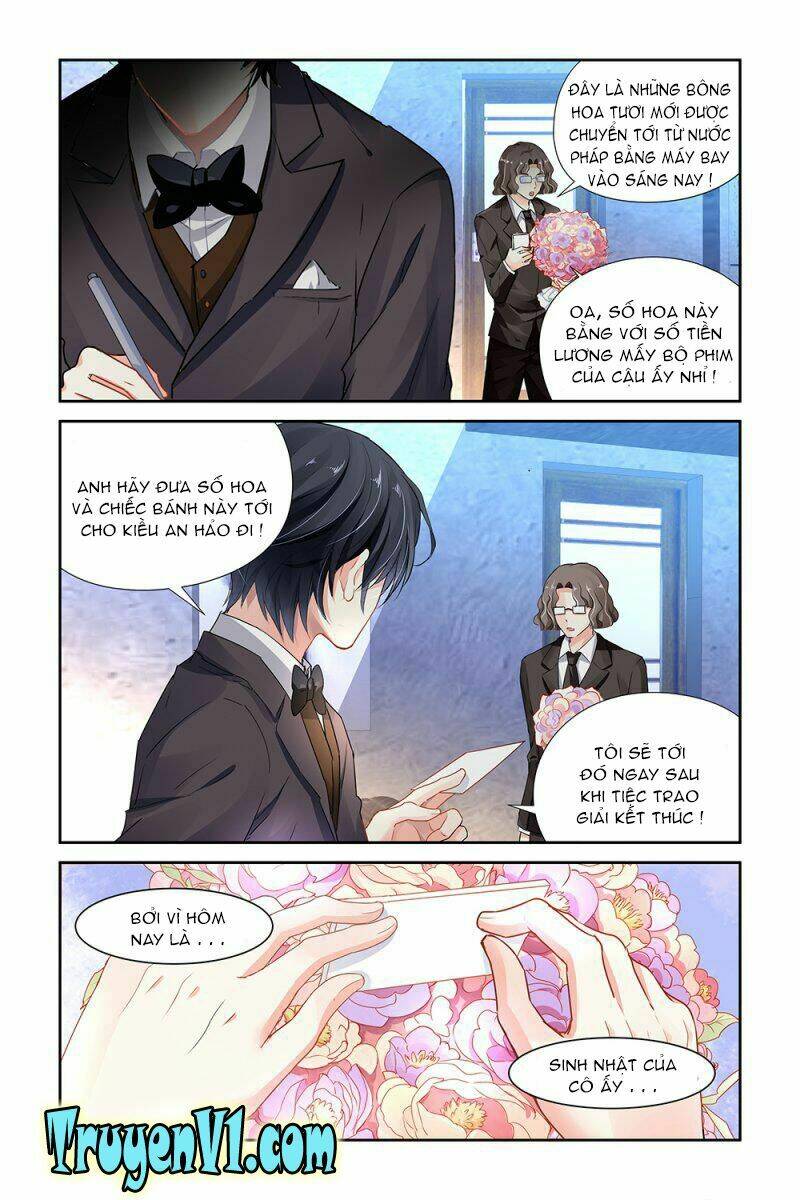 ĐÂY LÀ NHỮNG BÔNG
HOA TƯƠI MỚI ĐƯỢC
CHUYỂN TỚI TỪ NƯỚC
PHÁP BẰNG MÁY BAY
VÀO SÁNG NAY !
OA, SỐ HOA NÀY
BẰNG VỚI SỐ TIỀN
LƯƠNG MẤY BỘ PHIM
CỦA CẬU ẤY NHỈ !
ANH HÃY ĐƯA SỐ HOA
VÀ CHIẾC BÁNH NÀY TỚI
CHO KIỀU AN HẢO ĐI !
TÔI SẼ TỚI
ĐÓ NGAY SAU
KHI TIỆC TRAO
GIẢI KẾT THÚC !
BỞI VÌ HÔM
NAY LÀ . . .
SINH NHẬT CỦA
CÔ ẤY . . .
TruyenV1.com